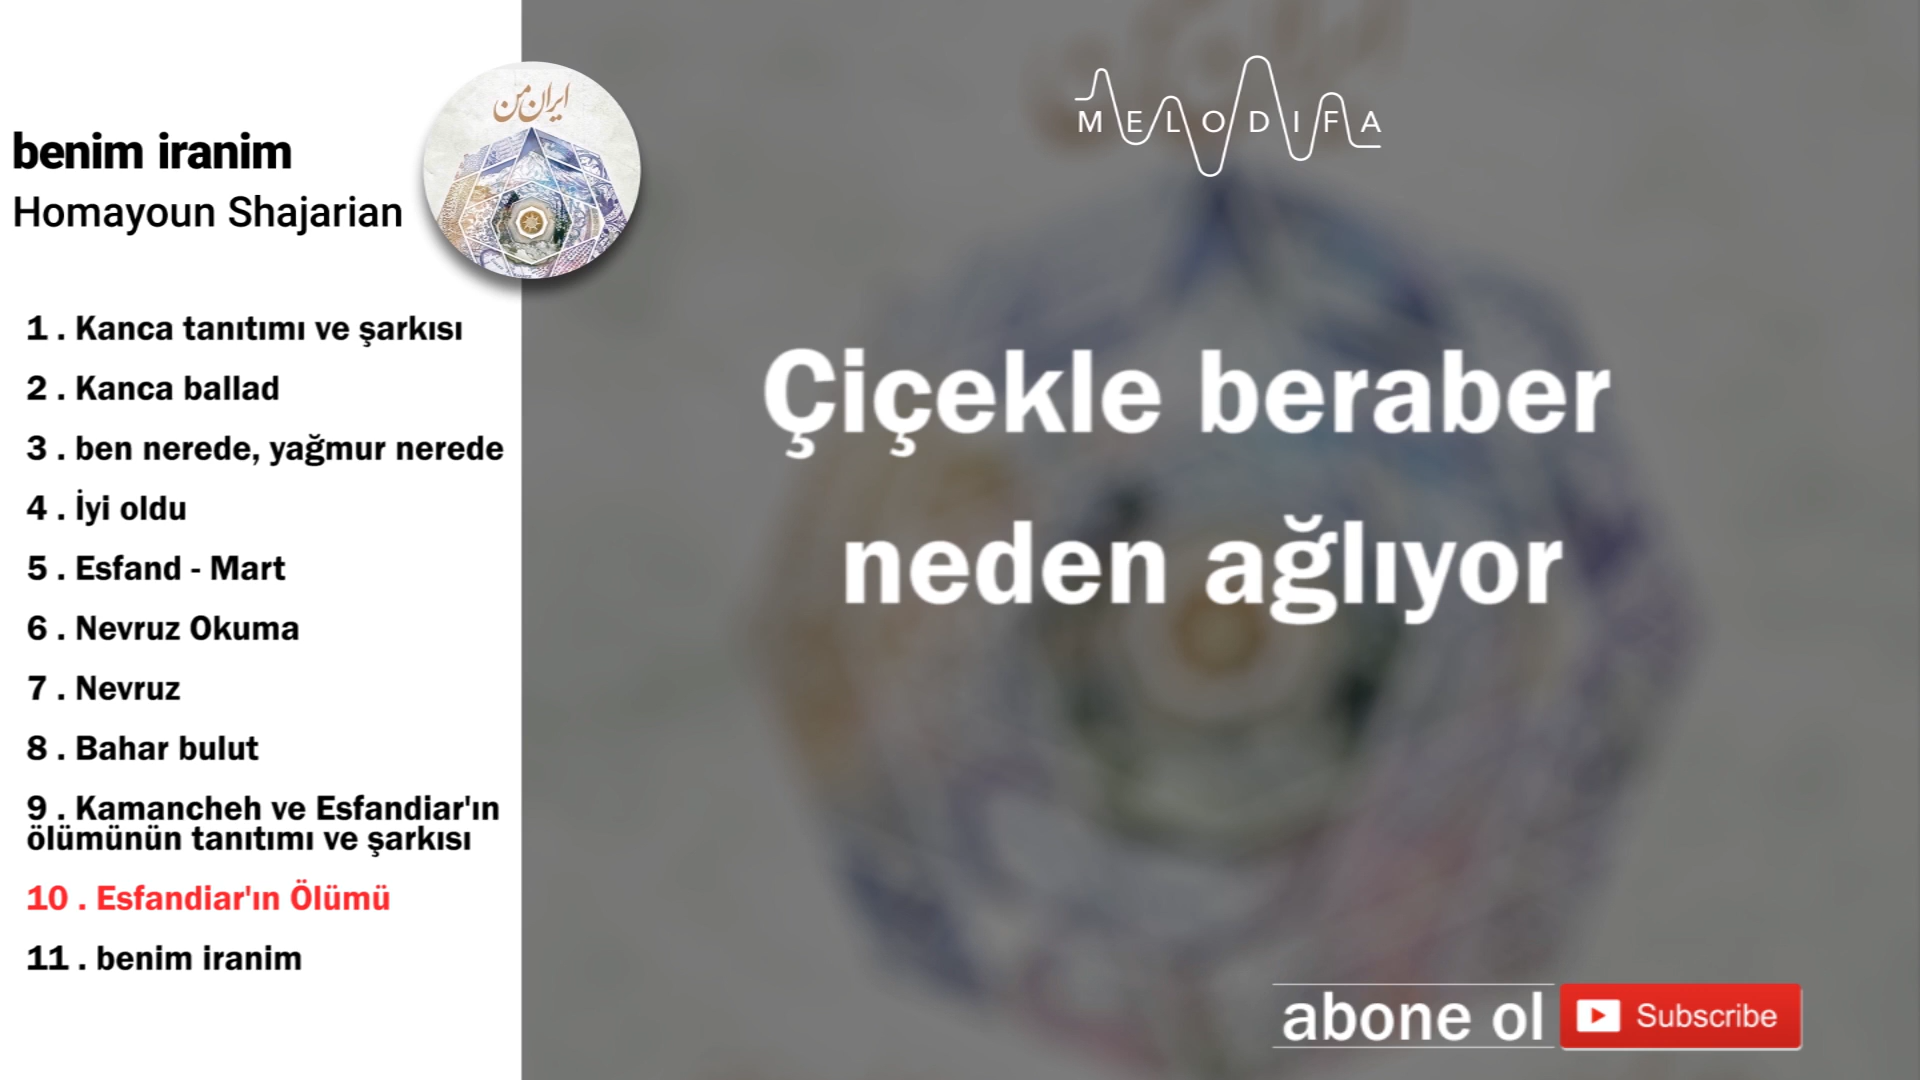 benim iranim
Homayoun Shajarian
ایران من
1 . Kanca tanıtımı ve şarkısı
2 . Kanca ballad
3 . ben nerede, yağmur nerede
4 . İyi oldu
5 . Esfand - Mart
6 . Nevruz Okuma
7 . Nevruz
8 . Bahar bulut
9 . Kamancheh ve Esfandiar'ın
ölümünün tanıtımı ve şarkısı
10 . Esfandiar'ın Ölümü
11 . benim iranim
MELODIFA
Çiçekle beraber
neden ağlıyor
abone ol
Subscribe